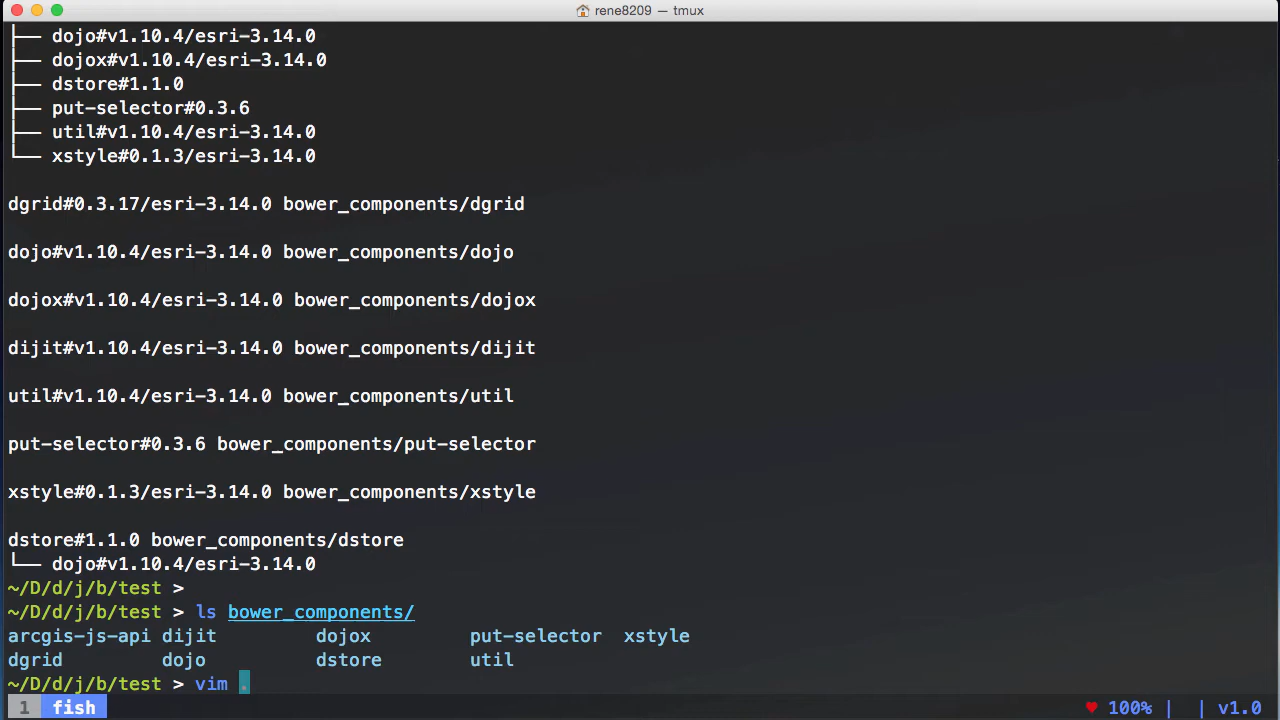 rene8209 — tmux
├── dojo#v1.10.4/esri-3.14.0
├── dojox#v1.10.4/esri-3.14.0
├── dstore#1.1.0
├── put-selector#0.3.6
├── util#v1.10.4/esri-3.14.0
└── xstyle#0.1.3/esri-3.14.0
dgrid#0.3.17/esri-3.14.0 bower_components/dgrid
dojo#v1.10.4/esri-3.14.0 bower_components/dojo
dojox#v1.10.4/esri-3.14.0 bower_components/dojox
dijit#v1.10.4/esri-3.14.0 bower_components/dijit
util#v1.10.4/esri-3.14.0 bower_components/util
put-selector#0.3.6 bower_components/put-selector
xstyle#0.1.3/esri-3.14.0 bower_components/xstyle
dstore#1.1.0 bower_components/dstore
└── dojo#v1.10.4/esri-3.14.0
~/D/d/j/b/test >
~/D/d/j/b/test > ls bower_components/
arcgis-js-api dijit dojox put-selector xstyle
dgrid dojo dstore util
~/D/d/j/b/test > vim .
1 fish ♥ 100% | | v1.0